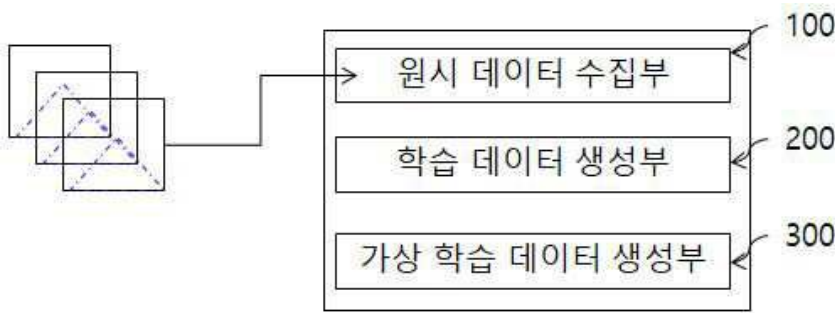 100
원시 데이터 수집부
200
학습 데이터 생성부
300
가상 학습 데이터 생성부